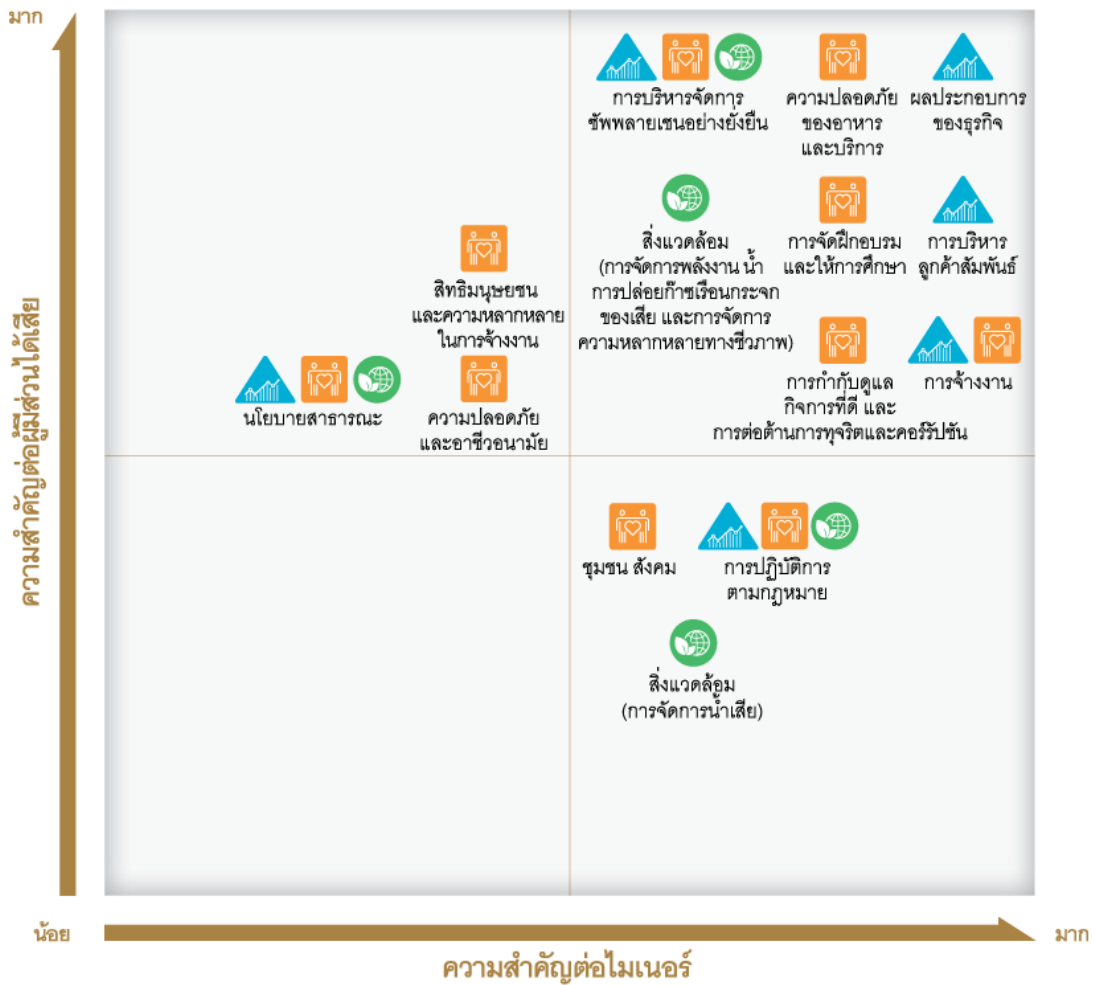 มาก
การบริหารจัดการ
ซัพพลายเชนอย่างยั่งยืน
ความปลอดภัย
ของอาหาร
และบริการ
ผลประกอบการ
ของธุรกิจ
สิ่งแวดล้อม
(การจัดการพลังงาน น้ำ
การปล่อยก๊าซเรือนกระจก
ของเสีย และการจัดการ
ความหลากหลายทางชีวภาพ)
การจัดฝึกอบรม
และให้การศึกษา
การบริหาร
ลูกค้าสัมพันธ์
สิทธิมนุษยชน
และความหลากหลาย
ในการจ้างงาน
นโยบายสาธารณะ
ความปลอดภัย
และอาชีวอนามัย
การกำกับดูแล
กิจการที่ดี และ
การต่อต้านการทุจริตและคอร์รัปชัน
การจ้างงาน
ความสำคัญต่อผู้มีส่วนได้เสีย
ชุมชน สังคม
การปฏิบัติการ
ตามกฎหมาย
สิ่งแวดล้อม
(การจัดการน้ำเสีย)
น้อย
มาก
ความสำคัญต่อไมเนอร์